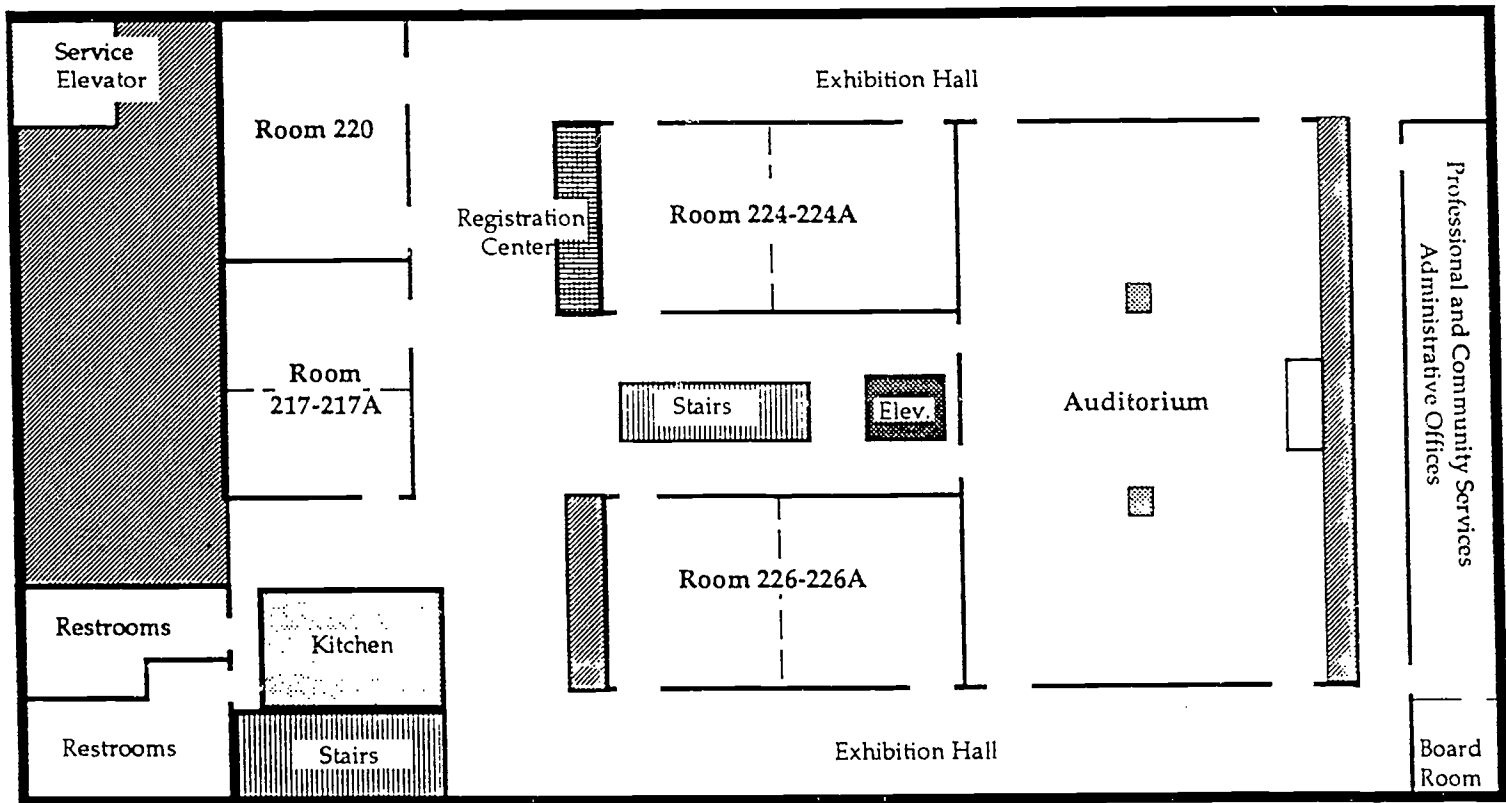 Service
Elevator
Exhibition Hall
Room 220
Registration
Center
Room 224-224A
Room
217-217A
Stairs
Elev.
Auditorium
Professional and Community Services
Administrative Offices
Room 226-226A
Restrooms
Kitchen
Restrooms
Stairs
Exhibition Hall
Board
Room